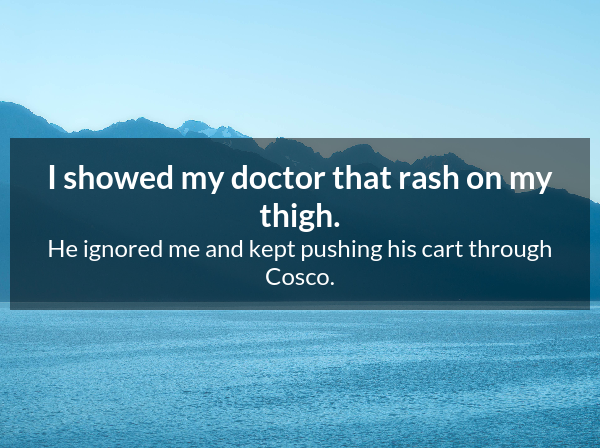 I showed my doctor that rash on my
thigh.
He ignored me and kept pushing his cart through
Cosco.